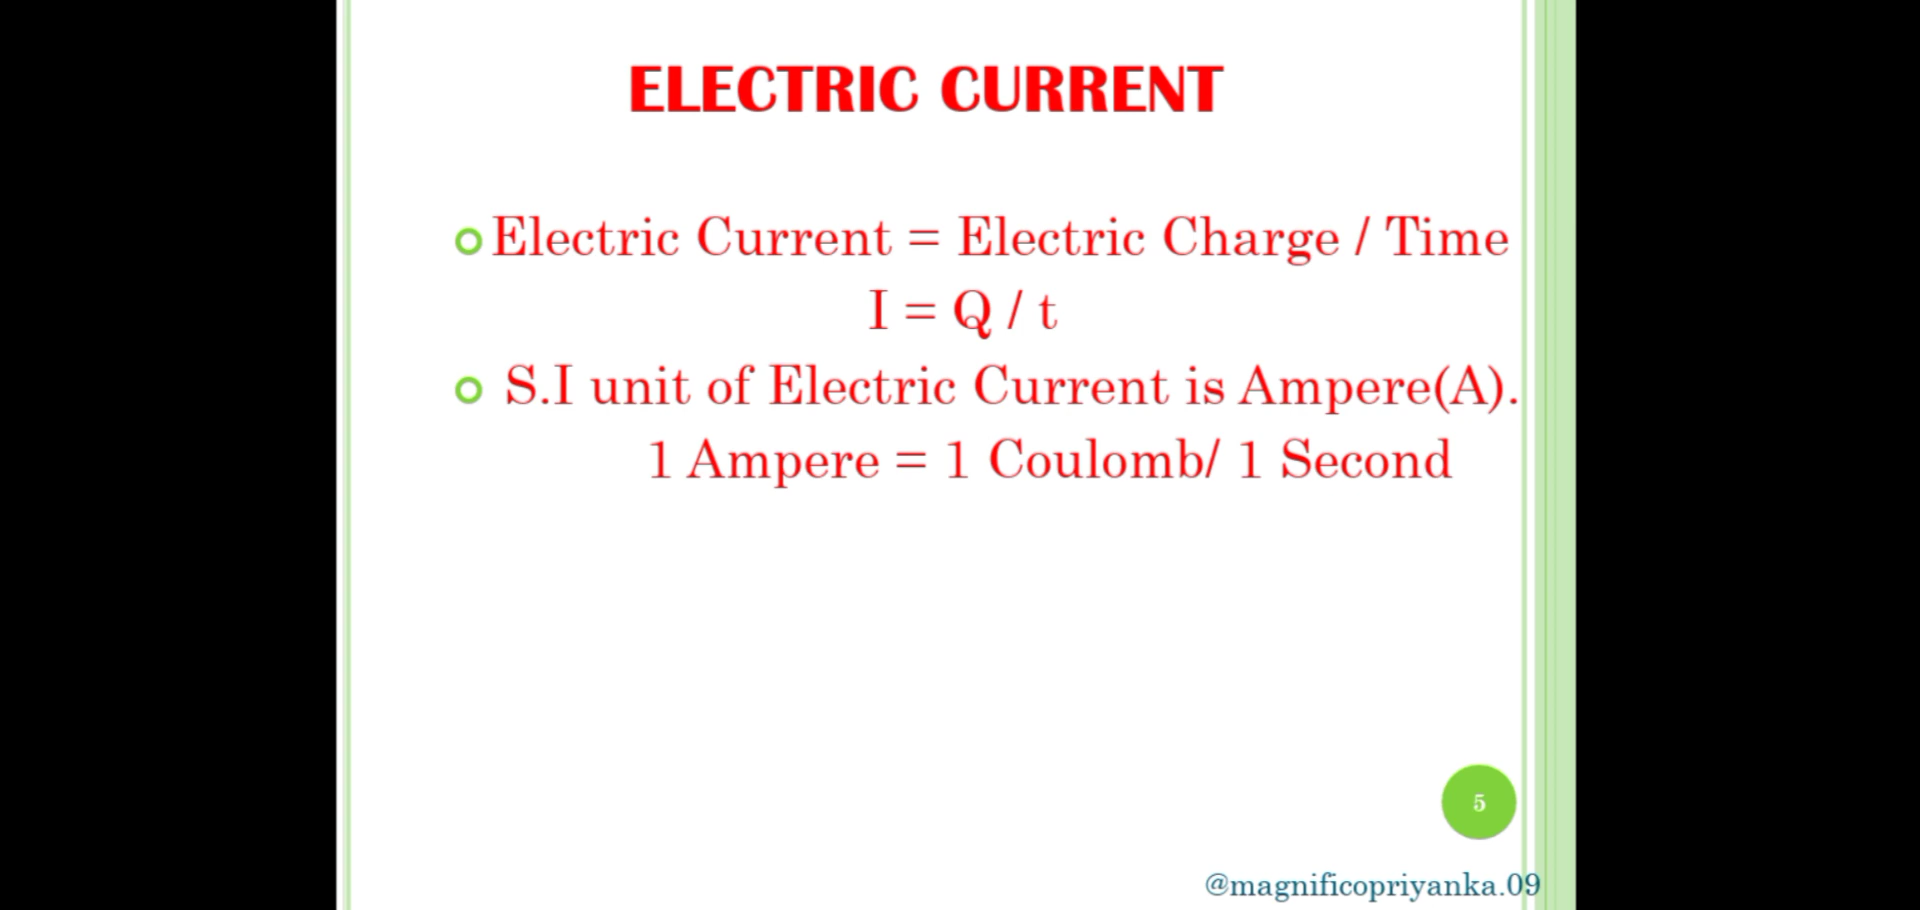 ELECTRIC CURRENT
Electric Current = Electric Charge / Time
I = Q / t
S.I unit of Electric Current is Ampere(A).
1 Ampere = 1 Coulomb/ 1 Second
5
@magnificopriyanka.09